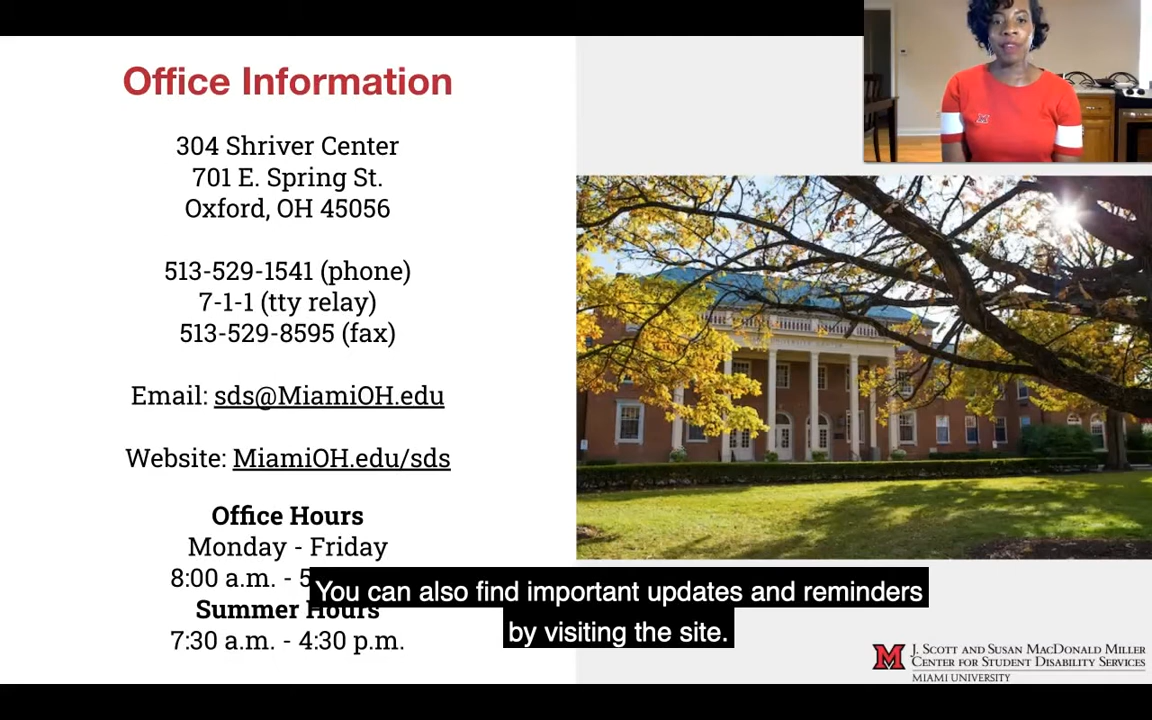 Office Information
304 Shriver Center
701 E. Spring St.
Oxford, OH 45056
513-529-1541 (phone)
7-1-1 (tty relay)
513-529-8595 (fax)
Email: sds@MiamiOH.edu
Website: MiamiOH.edu/sds
Office Hours
Monday - Friday
8:00 a.m. -
Summer Hours
7:30 a.m. - 4:30 p.m.
You can also find important updates and reminders
by visiting the site.
M
J. Scott and Susan MacDonald Miller
Center for Student Disability Services
Miami University